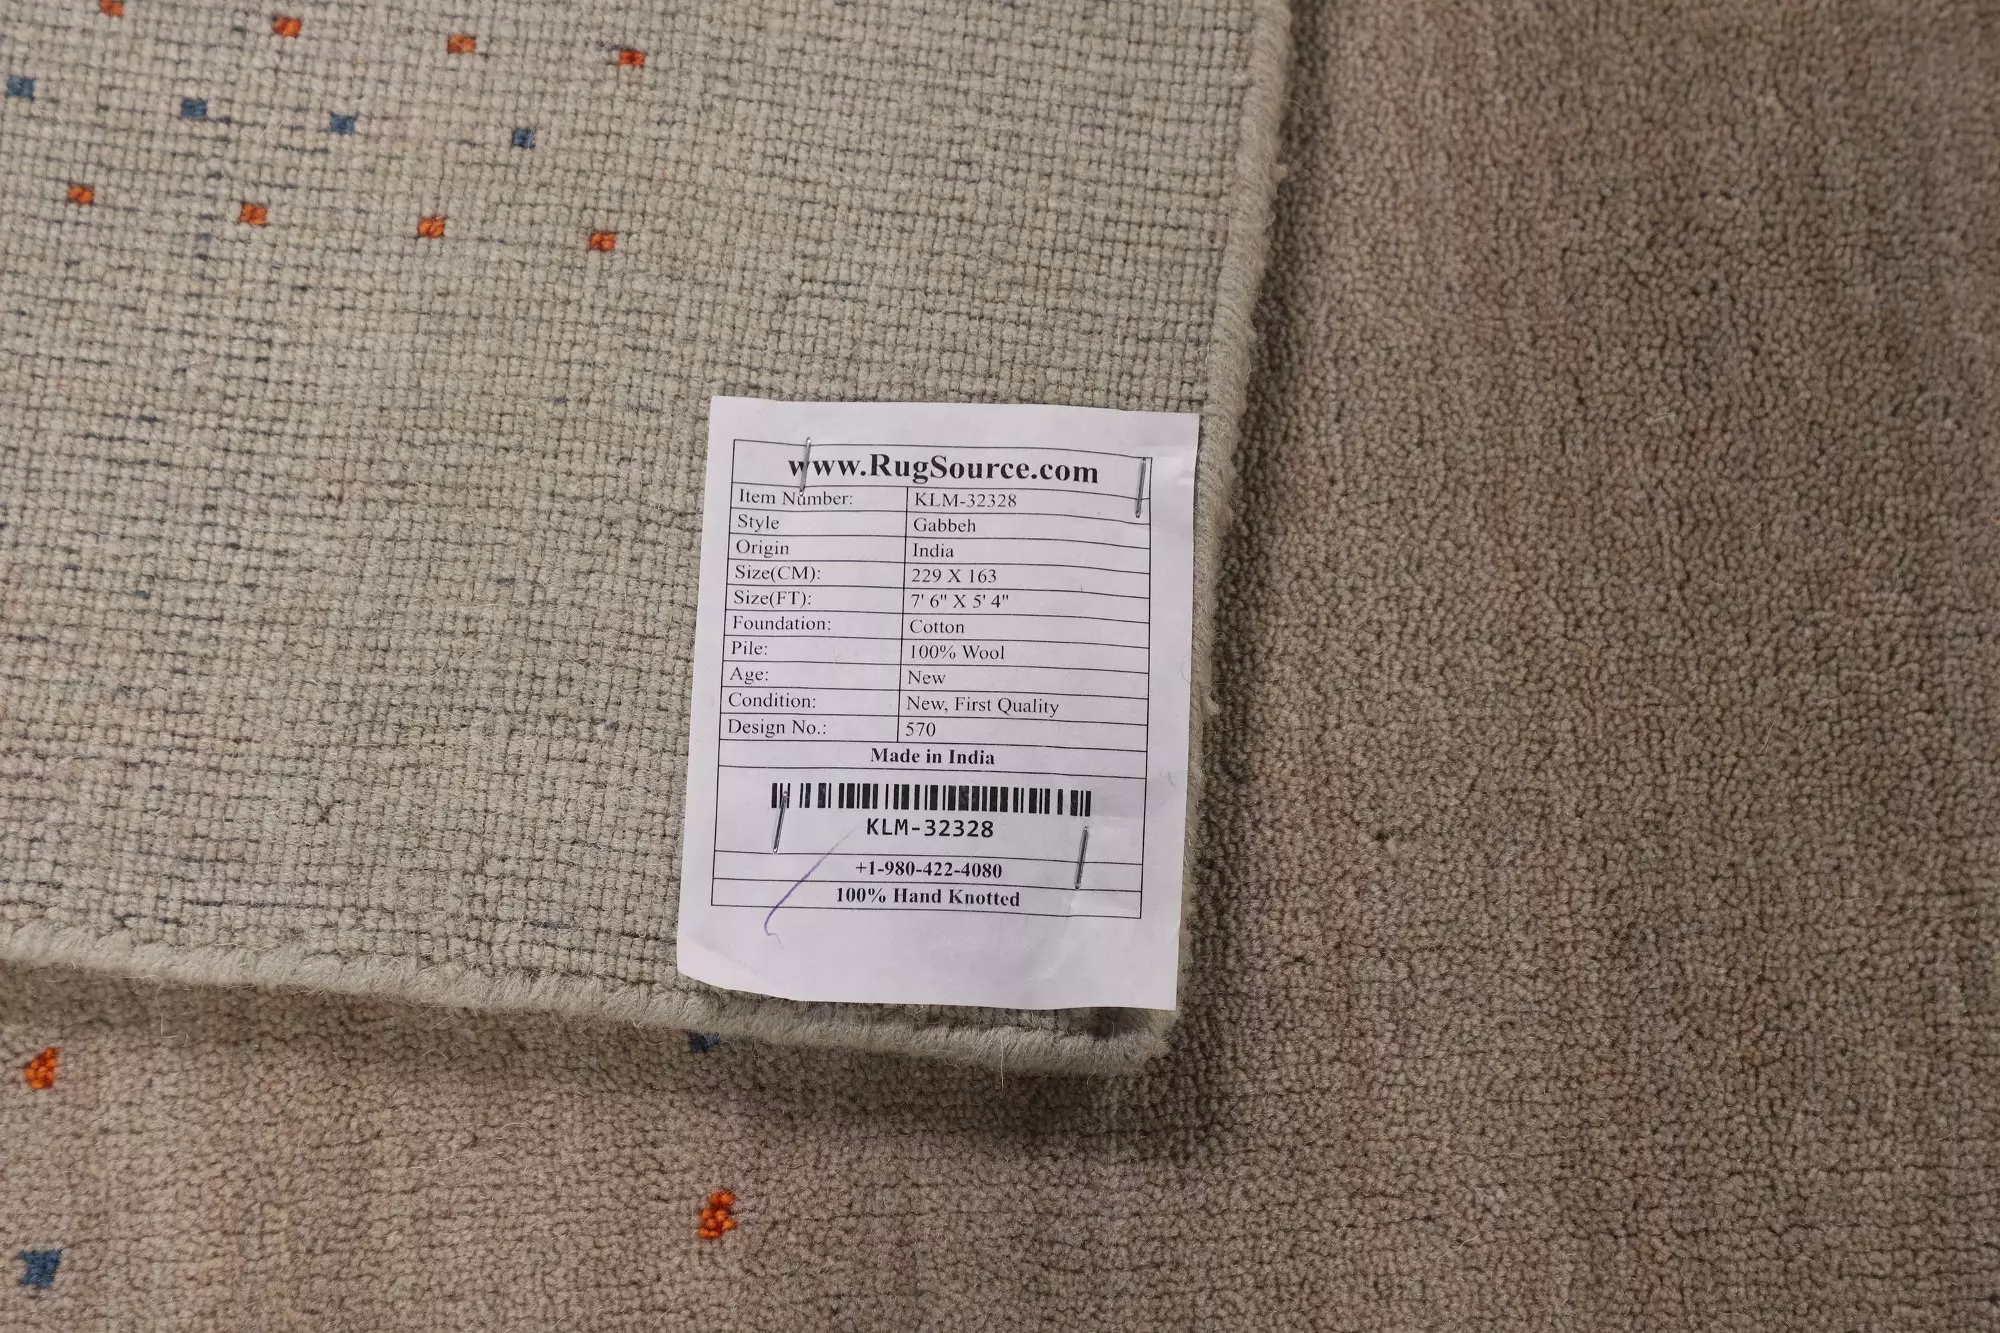 www.RugSource.com
Item Number: KLM-32328
Style Gabbeh
Origin India
Size(CM): 229 X 163
Size(FT): 7' 6" X 5' 4"
Foundation: Cotton
Pile: 100% Wool
Age: New
Condition: New, First Quality
Design No.: 570
Made in India
KLM-32328
+1-980-422-4080
100% Hand Knotted